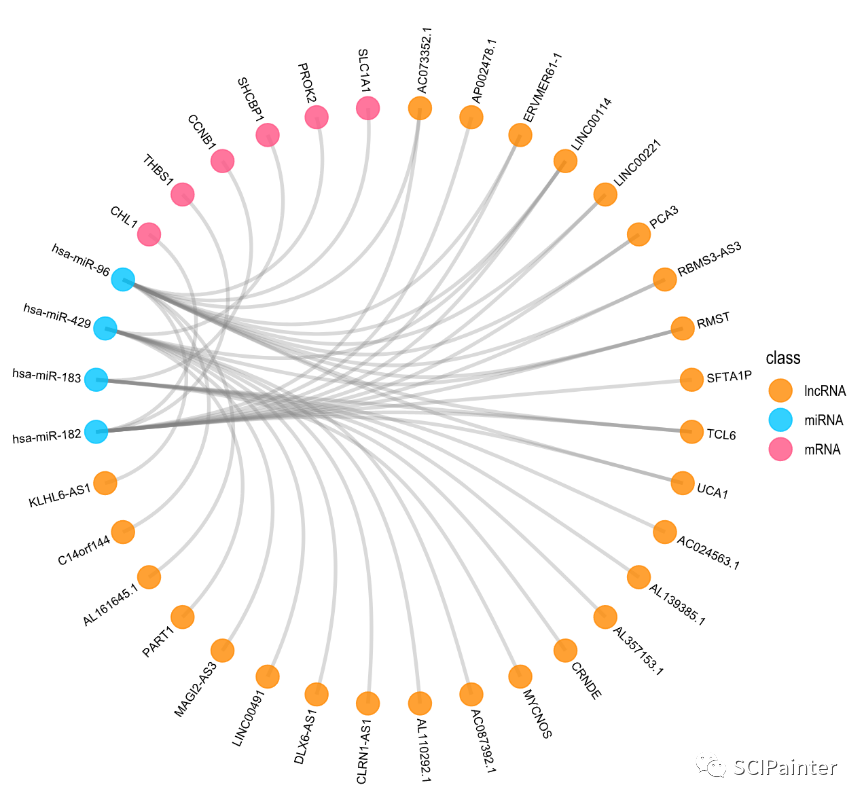 AC073352.1
AP002478.1
ERVMER61-1
LINC00114
LINC00221
PCA3
RBMS3-AS3
RMST
SFTA1P
TCL6
UCA1
AC024563.1
AL139385.1
AL357153.1
CRNDE
MYCNOS
AC087392.1
AL110292.1
CLRN1-AS1
DLX6-AS1
LINC00491
MAGI2-AS3
PART1
AL161645.1
C14orf144
KLHL6-AS1
hsa-miR-182
hsa-miR-183
hsa-miR-429
hsa-miR-96
CHL1
THBS1
CCNB1
SHCBP1
PROK2
SLC1A1
class
lncRNA
miRNA
mRNA
SCIPainter